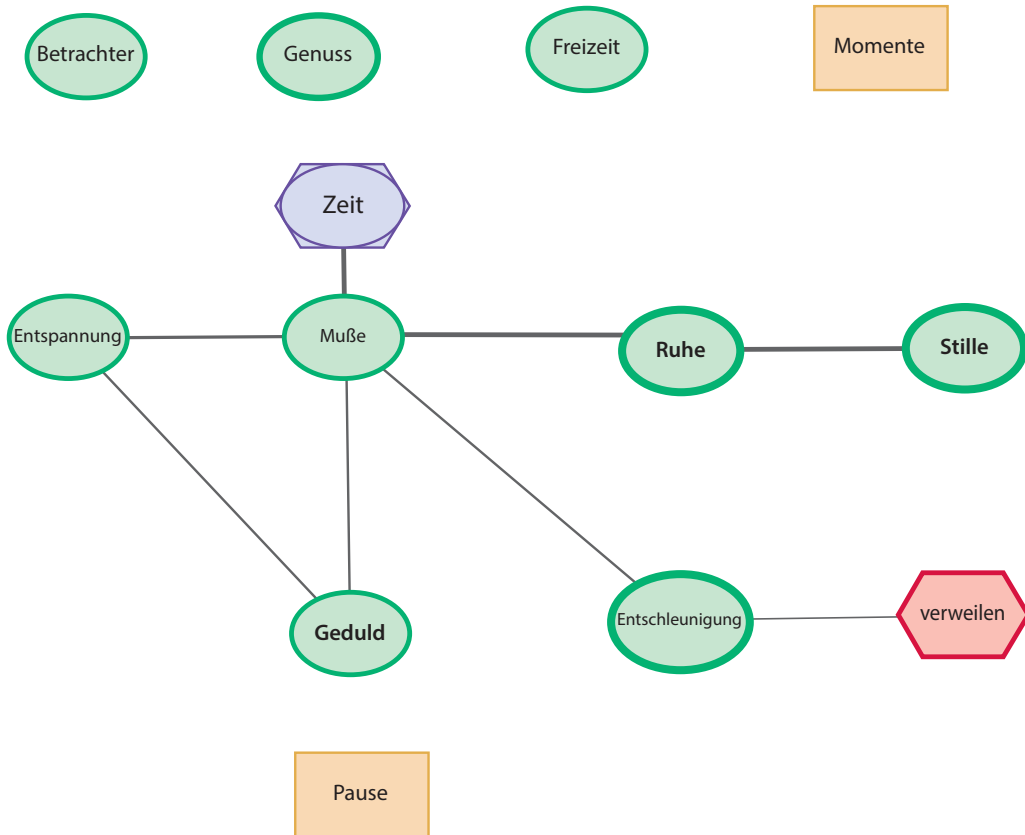 Betrachter
Genuss
Freizeit
Momente
Zeit
Entspannung
Muße
Ruhe
Stille
Geduld
Entschleunigung
verweilen
Pause